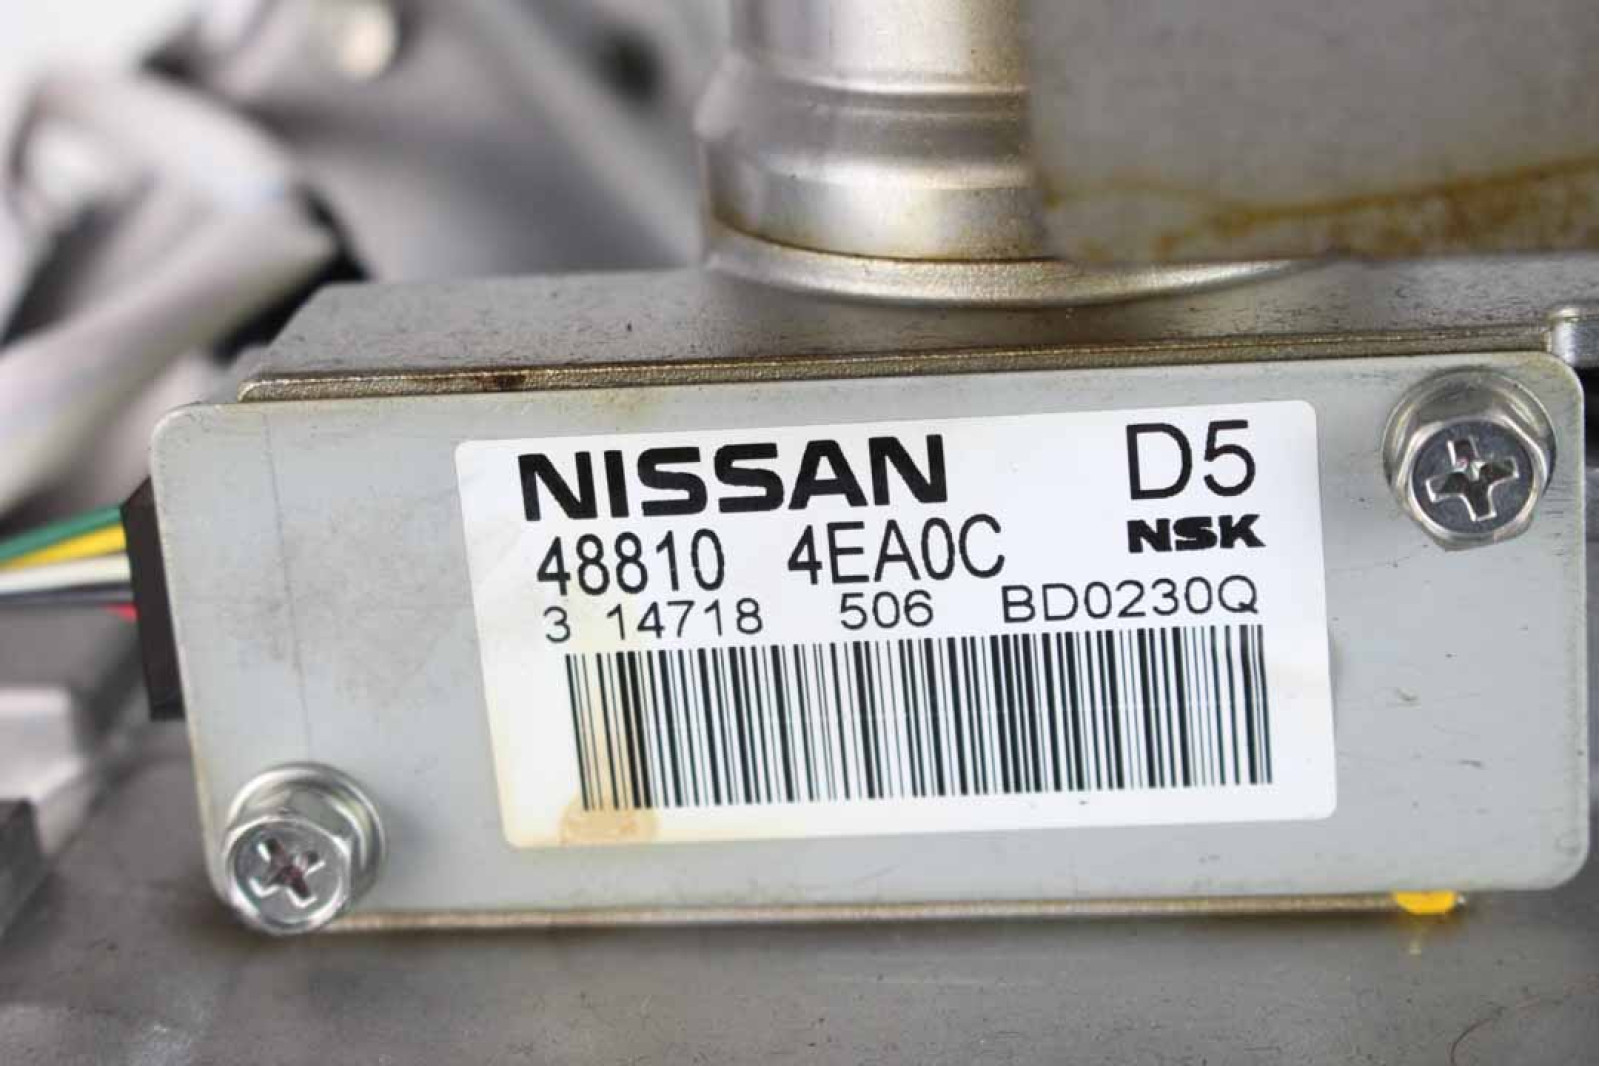 NISSAN D5
48810 4EA0C NSK
3 14718 506 BD0230Q